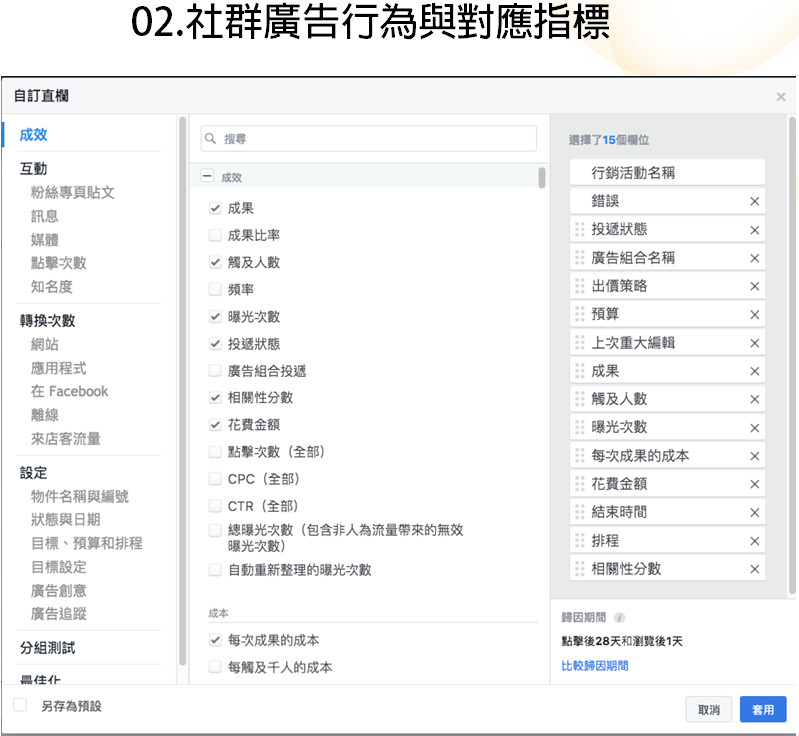 02.社群廣告行為與對應指標
自訂直欄
成效
互動
粉絲專頁貼文
訊息
媒體
點擊次數
知名度
轉換次數
網站
應用程式
在 Facebook
離線
來店客流量
設定
物件名稱與編號
狀態與日期
目標、預算和排程
目標設定
廣告創意
廣告追蹤
分組測試
最佳化
搜尋
成效
成果
成果比率
觸及人數
頻率
曝光次數
投遞狀態
廣告組合投遞
相關性分數
花費金額
點擊次數（全部）
CPC（全部）
CTR（全部）
總曝光次數（包含非人為流量帶來的無效
曝光次數）
自動重新整理的曝光次數
成本
每次成果的成本
每觸及千人的成本
選擇了15個欄位
行銷活動名稱
錯誤
投遞狀態
廣告組合名稱
出價策略
預算
上次重大編輯
成果
觸及人數
曝光次數
每次成果的成本
花費金額
結束時間
排程
相關性分數
歸因期間
點擊後28天和瀏覽後1天
比較歸因期間
另存為預設
取消
套用